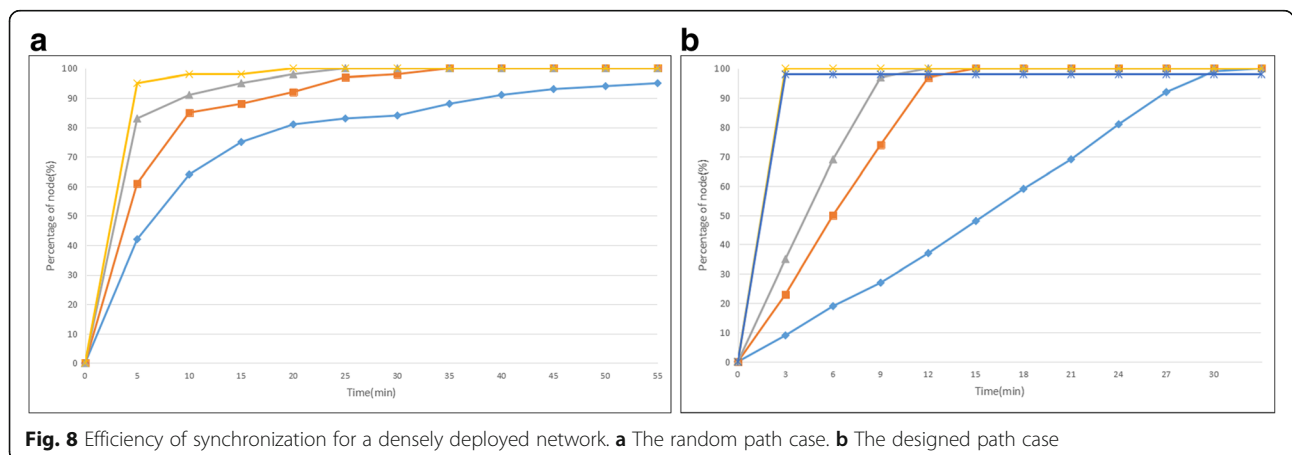 a
b
Percentage of node(%)
100
90
80
70
60
50
40
30
20
10
0
0 5 10 15 20 25 30 35 40 45 50 55
Time(min)
Percentage of node(%)
100
90
80
70
60
50
40
30
20
10
0
0 3 6 9 12 15 18 21 24 27 30
Time(min)
Fig. 8 Efficiency of synchronization for a densely deployed network. a The random path case. b The designed path case